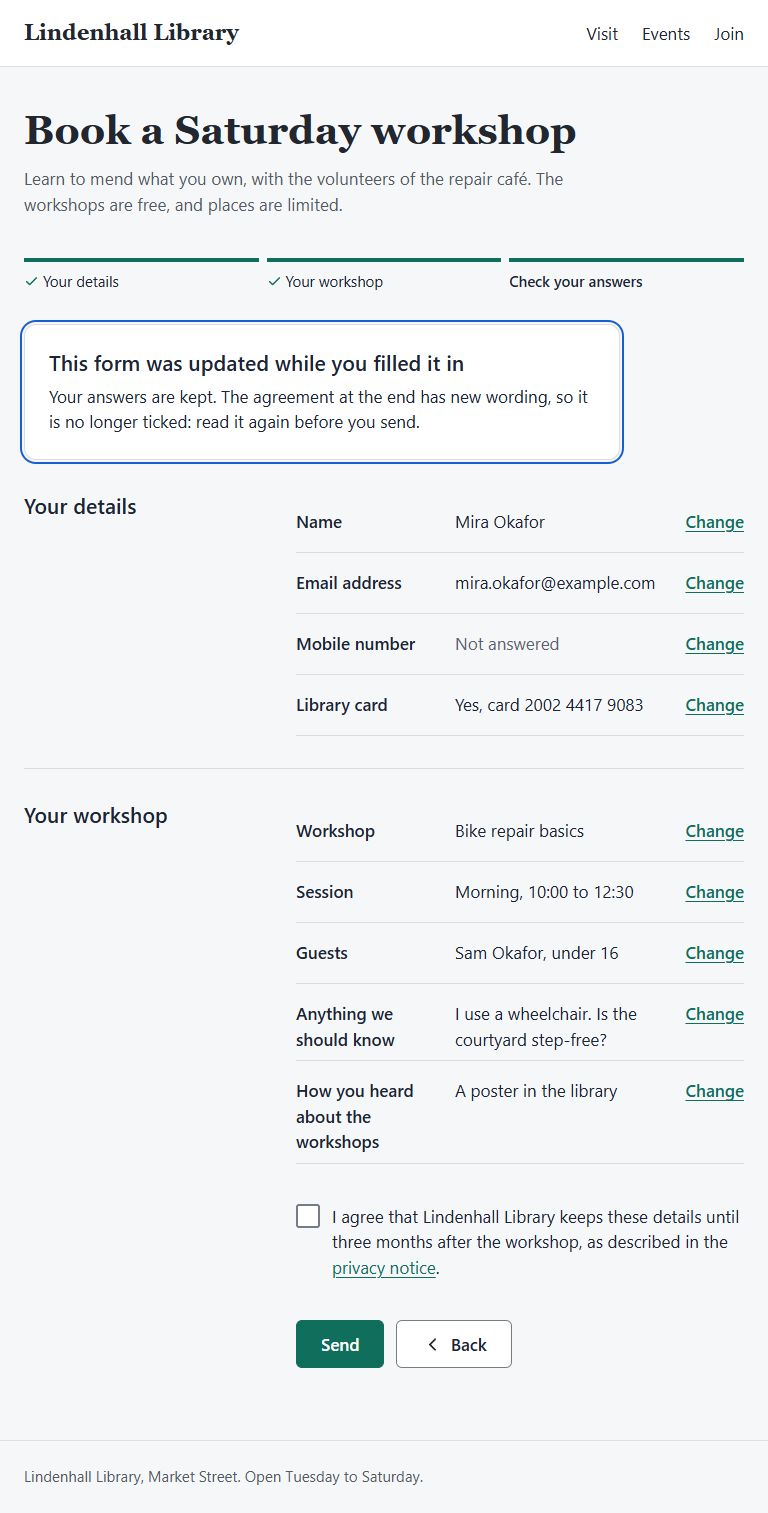 Lindenhall Library
Visit Events Join
Book a Saturday workshop
Learn to mend what you own, with the volunteers of the repair café. The
workshops are free, and places are limited.
Your details
Your workshop
Check your answers
This form was updated while you filled it in
Your answers are kept. The agreement at the end has new wording, so it
is no longer ticked: read it again before you send.
Your details
Name Mira Okafor Change
Email address mira.okafor@example.com Change
Mobile number Not answered Change
Library card Yes, card 2002 4417 9083 Change
Your workshop
Workshop Bike repair basics Change
Session Morning, 10:00 to 12:30 Change
Guests Sam Okafor, under 16 Change
Anything we
should know
I use a wheelchair. Is the
courtyard step-free?
Change
How you heard
about the
workshops
A poster in the library
Change
I agree that Lindenhall Library keeps these details until
three months after the workshop, as described in the
privacy notice.
Send
Back
Lindenhall Library, Market Street. Open Tuesday to Saturday.